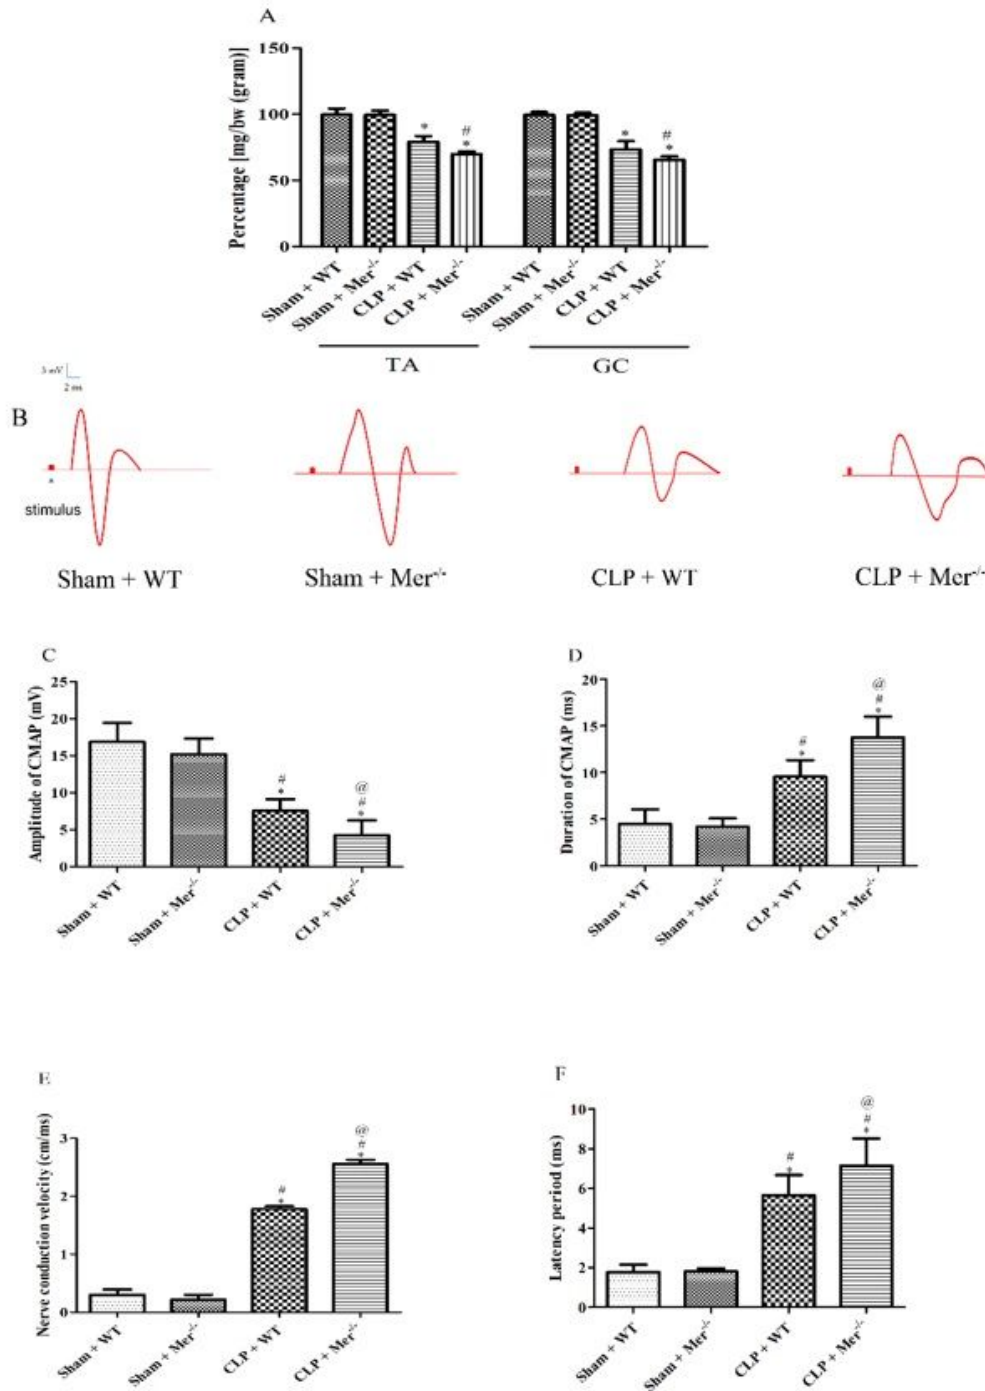 A
Percentage [mg/bw (gram)]
150
100
50
0
*
#
*
*
#
*
Sham + WT
Sham + Mer-/-
CLP + WT
CLP + Mer-/-
Sham + WT
Sham + Mer-/-
CLP + WT
CLP + Mer-/-
TA
GC
2 ms
B
stimulus
Sham + WT
Sham + Mer-/-
CLP + WT
CLP + Mer-/-
C
Amplitude of CMAP (mV)
25
20
15
10
5
0
#
*
@
#
*
Sham + WT
Sham + Mer-/-
CLP + WT
CLP + Mer-/-
D
Duration of CMAP (ms)
20
15
10
5
0
#
*
@
#
*
Sham + WT
Sham + Mer-/-
CLP + WT
CLP + Mer-/-
E
Nerve conduction velocity (cm/ms)
3
2
1
0
#
*
@
#
*
Sham + WT
Sham + Mer-/-
CLP + WT
CLP + Mer-/-
F
Latency period (ms)
10
8
6
4
2
0
#
*
@
#
*
Sham + WT
Sham + Mer-/-
CLP + WT
CLP + Mer-/-